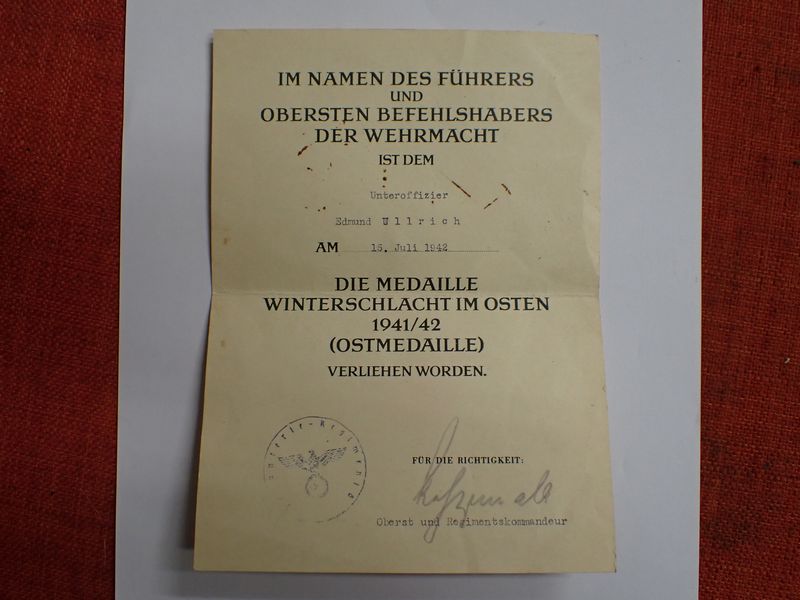 IM NAMEN DES FÜHRERS
UND
OBERSTEN BEFEHLSHABERS
DER WEHRMACHT
IST DEM
Unteroffizier
Edmund Ullrich
AM 15. Juli 1942
DIE MEDAILLE
WINTERSCHLACHT IM OSTEN
1941/42
(OSTMEDAILLE)
VERLIEHEN WORDEN.
FÜR DIE RICHTIGKEIT:
Oberst und Regimentskommandeur